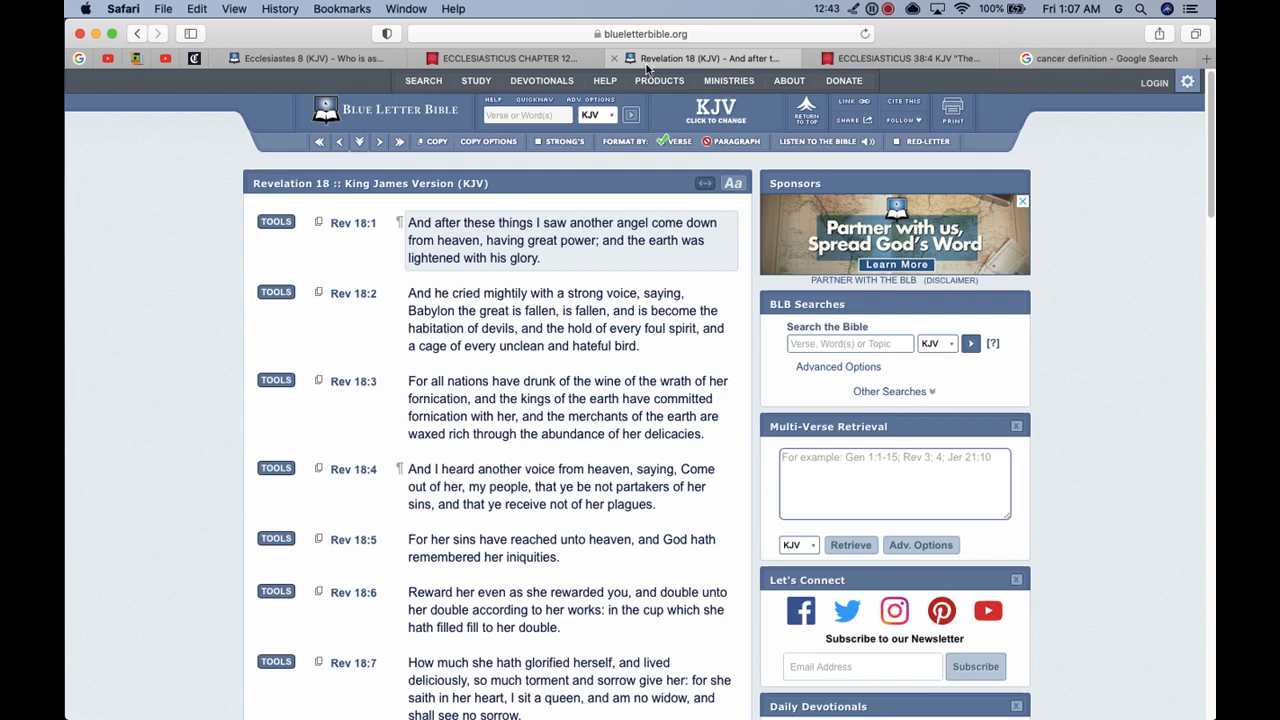 Safari File Edit View History Bookmarks Window Help 12:43 100% Fri 1:07 AM G
blueletterbible.org
Ecclesiastes 8 (KJV) - Who is as... ECCLESIASTICUS CHAPTER 12... Revelation 18 (KJV) - And after t... ECCLESIASTICUS 38:4 KJV "The... cancer definition - Google Search
SEARCH STUDY DEVOTIONALS HELP PRODUCTS MINISTRIES ABOUT DONATE LOGIN
BLUE LETTER BIBLE
HELP QUICKNAV ADV. OPTIONS
Verse or Word(s) KJV
KJV
CLICK TO CHANGE
RETURN TO TOP
LINK CITE THIS
SHARE FOLLOW PRINT
COPY COPY OPTIONS STRONG'S FORMAT BY: VERSE PARAGRAPH LISTEN TO THE BIBLE RED-LETTER
Revelation 18 :: King James Version (KJV) Aa
TOOLS Rev 18:1 ¶ And after these things I saw another angel come down
from heaven, having great power; and the earth was
lightened with his glory.
TOOLS Rev 18:2 And he cried mightily with a strong voice, saying,
Babylon the great is fallen, is fallen, and is become the
habitation of devils, and the hold of every foul spirit, and
a cage of every unclean and hateful bird.
TOOLS Rev 18:3 For all nations have drunk of the wine of the wrath of her
fornication, and the kings of the earth have committed
fornication with her, and the merchants of the earth are
waxed rich through the abundance of her delicacies.
TOOLS Rev 18:4 ¶ And I heard another voice from heaven, saying, Come
out of her, my people, that ye be not partakers of her
sins, and that ye receive not of her plagues.
TOOLS Rev 18:5 For her sins have reached unto heaven, and God hath
remembered her iniquities.
TOOLS Rev 18:6 Reward her even as she rewarded you, and double unto
her double according to her works: in the cup which she
hath filled fill to her double.
TOOLS Rev 18:7 How much she hath glorified herself, and lived
deliciously, so much torment and sorrow give her: for she
saith in her heart, I sit a queen, and am no widow, and
shall see no sorrow.
Sponsors
Partner with us,
Spread God's Word
Learn More
PARTNER WITH THE BLB (DISCLAIMER)
BLB Searches
Search the Bible
Verse, Word(s) or Topic KJV [?]
Advanced Options
Other Searches
Multi-Verse Retrieval
For example: Gen 1:1-15; Rev 3; 4; Jer 21:10
KJV Retrieve Adv. Options
Let's Connect
Subscribe to our Newsletter
Email Address Subscribe
Daily Devotionals